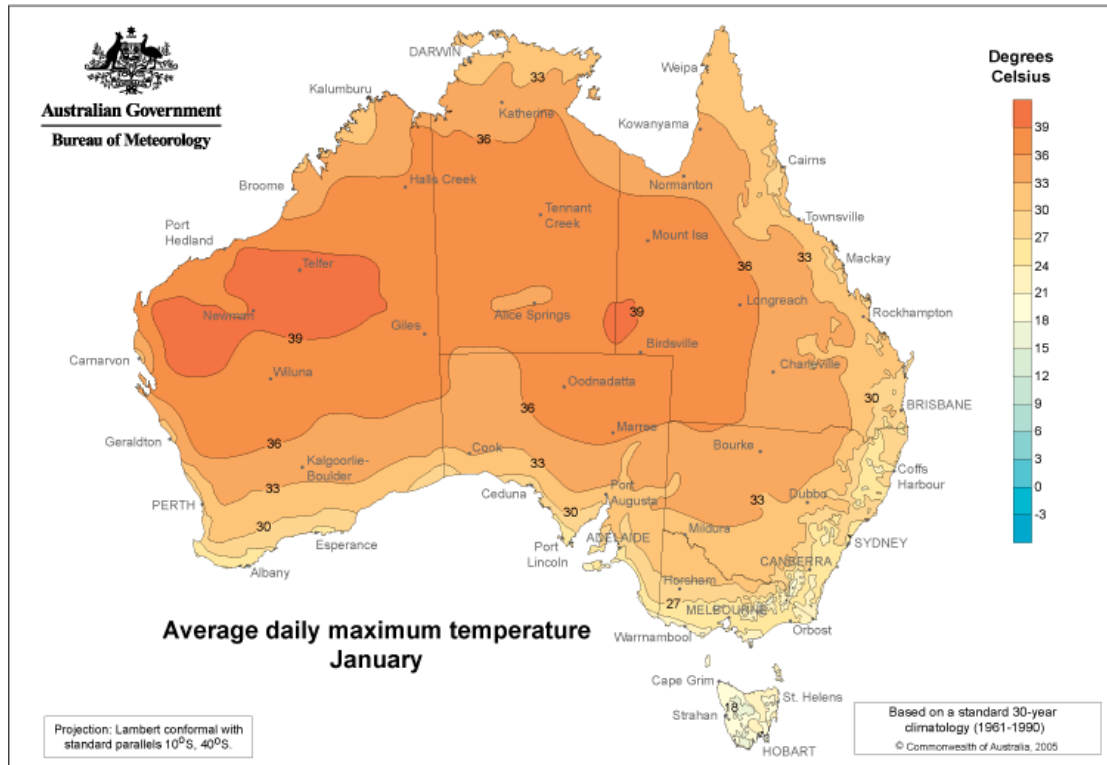 Australian Government
Bureau of Meteorology
Degrees
Celsius
39
36
33
30
27
24
21
18
15
12
9
6
3
0
-3
DARWIN
33
Weipa
Kalumburu
Katherine
Kowanyama
36
Cairns
Halls Creek
Normanton
Broome
Tennant
Creek
Townsville
Port
Hedland
Mount Isa
33
Mackay
Telfer
36
Longreach
Newman
Alice Springs
39
Rockhampton
39
Giles
Birdsville
Carnarvon
Wiluna
Oodnadatta
Charleville
36
30
BRISBANE
Geraldton
36
Marree
Bourke
Cook
Kalgoorlie-
Boulder
33
Coffs
Harbour
33
Ceduna
Port
Augusta
Dubbo
PERTH
30
30
33
Mildura
Esperance
Port
Lincoln
ADELAIDE
SYDNEY
Albany
CANBERRA
Horsham
27
MELBOURNE
Warrnambool
Orbost
Average daily maximum temperature
January
Cape Grim
St. Helens
18
Strahan
HOBART
Projection: Lambert conformal with
standard parallels 10°S, 40°S.
Based on a standard 30-year
climatology (1961-1990)
© Commonwealth of Australia, 2005